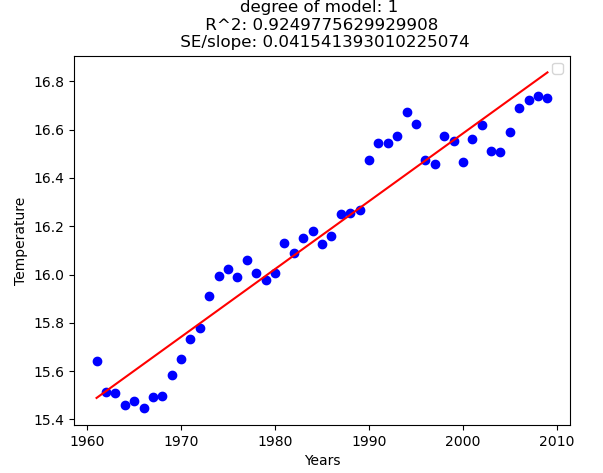 degree of model: 1
R^2: 0.9249775629929908
SE/slope: 0.041541393010225074
16.8
16.6
16.4
16.2
16.0
15.8
15.6
15.4
Temperature
1960 1970 1980 1990 2000 2010
Years